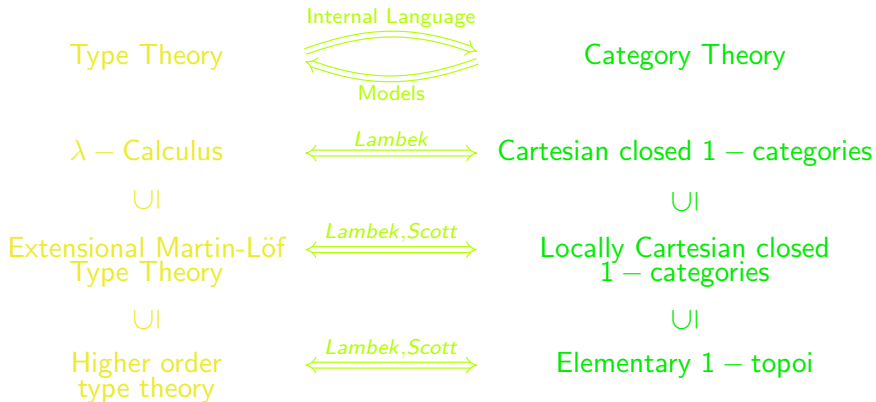 Internal Language
Type Theory Category Theory
Models
λ − Calculus Lambek Cartesian closed 1 − categories
∪| ∪|
Extensional Martin-Löf Lambek,Scott Locally Cartesian closed
Type Theory 1 − categories
∪| ∪|
Higher order Lambek,Scott Elementary 1 − topoi
type theory